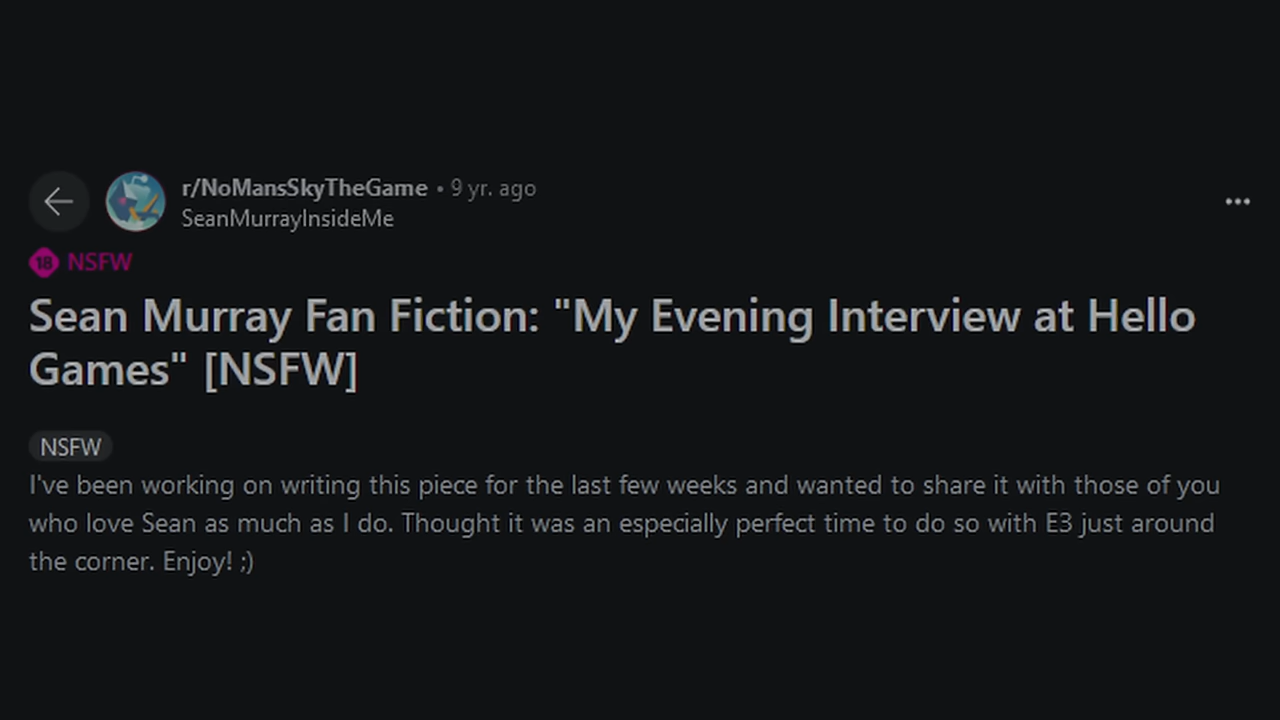 r/NoMansSkyTheGame • 9 yr. ago
SeanMurrayInsideMe
18 NSFW
Sean Murray Fan Fiction: "My Evening Interview at Hello
Games" [NSFW]
NSFW
I've been working on writing this piece for the last few weeks and wanted to share it with those of you
who love Sean as much as I do. Thought it was an especially perfect time to do so with E3 just around
the corner. Enjoy! ;)